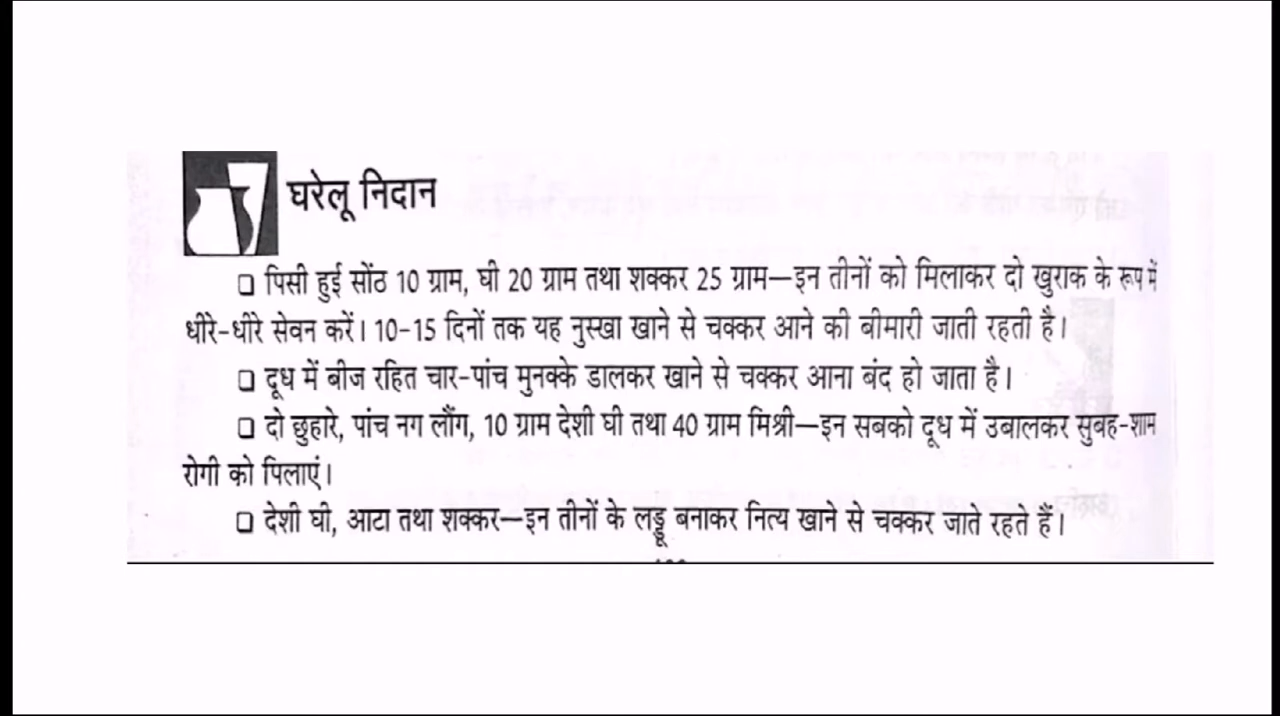 घरेलू निदान
❑ पिसी हुई सोंठ 10 ग्राम, घी 20 ग्राम तथा शक्कर 25 ग्राम—इन तीनों को मिलाकर दो खुराक के रूप में
धीरे-धीरे सेवन करें। 10-15 दिनों तक यह नुस्खा खाने से चक्कर आने की बीमारी जाती रहती है।
❑ दूध में बीज रहित चार-पांच मुनक्के डालकर खाने से चक्कर आना बंद हो जाता है।
❑ दो छुहारे, पांच नग लौंग, 10 ग्राम देशी घी तथा 40 ग्राम मिश्री—इन सबको दूध में उबालकर सुबह-शाम
रोगी को पिलाएं।
❑ देशी घी, आटा तथा शक्कर—इन तीनों के लड्डू बनाकर नित्य खाने से चक्कर जाते रहते हैं।